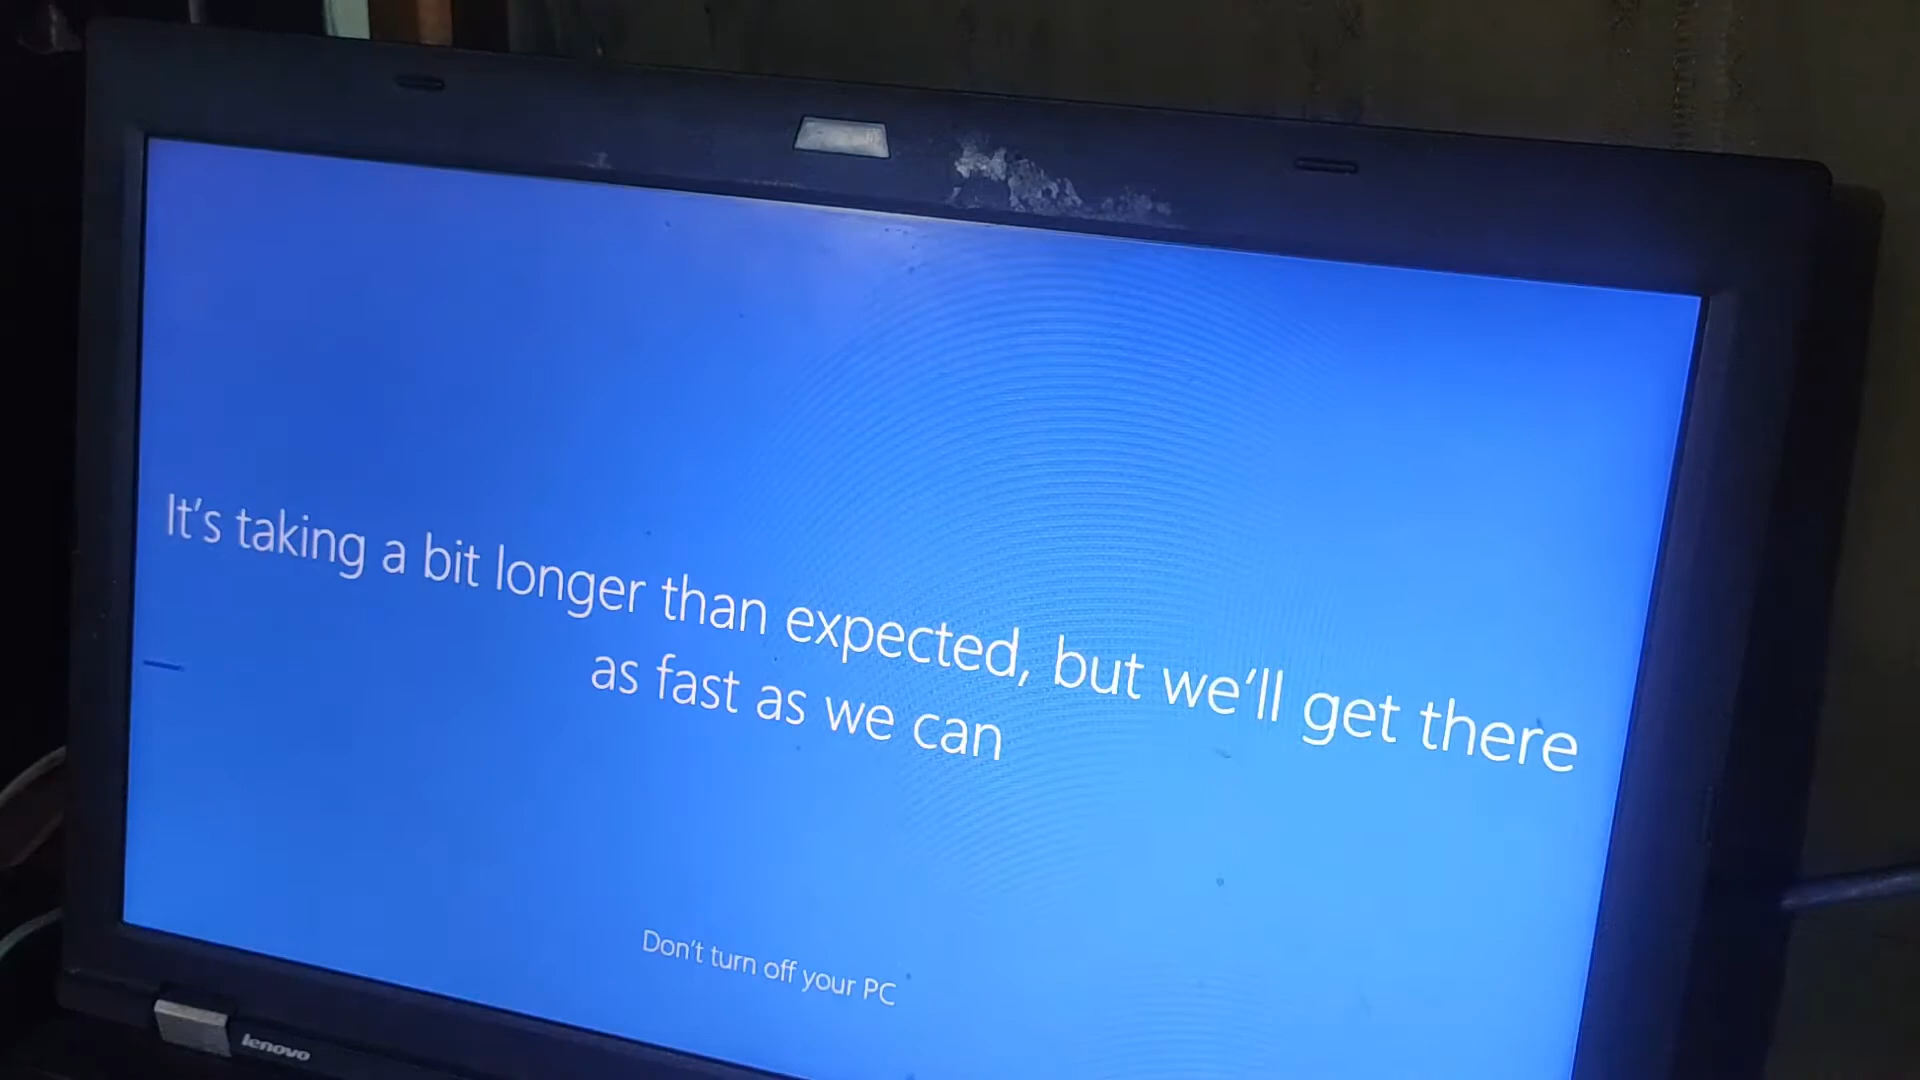 It's taking a bit longer than expected, but we'll get there
as fast as we can
Don't turn off your PC
lenovo